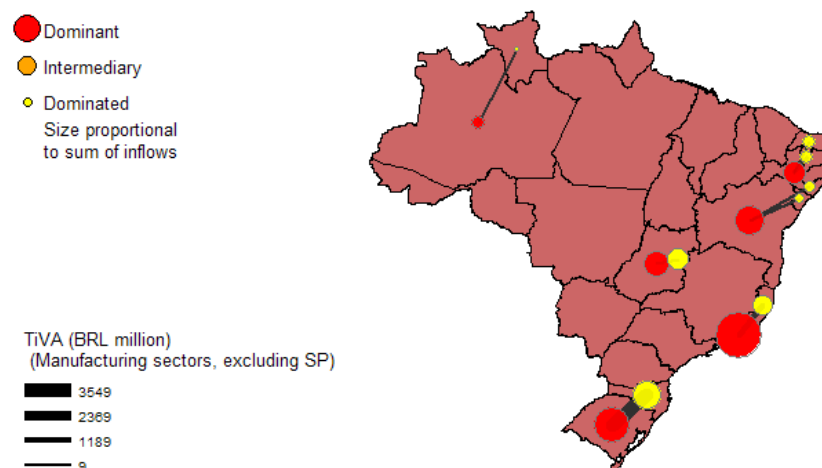 Dominant
Intermediary
Dominated
Size proportional
to sum of inflows
TiVA (BRL million)
(Manufacturing sectors, excluding SP)
3549
2369
1189
9